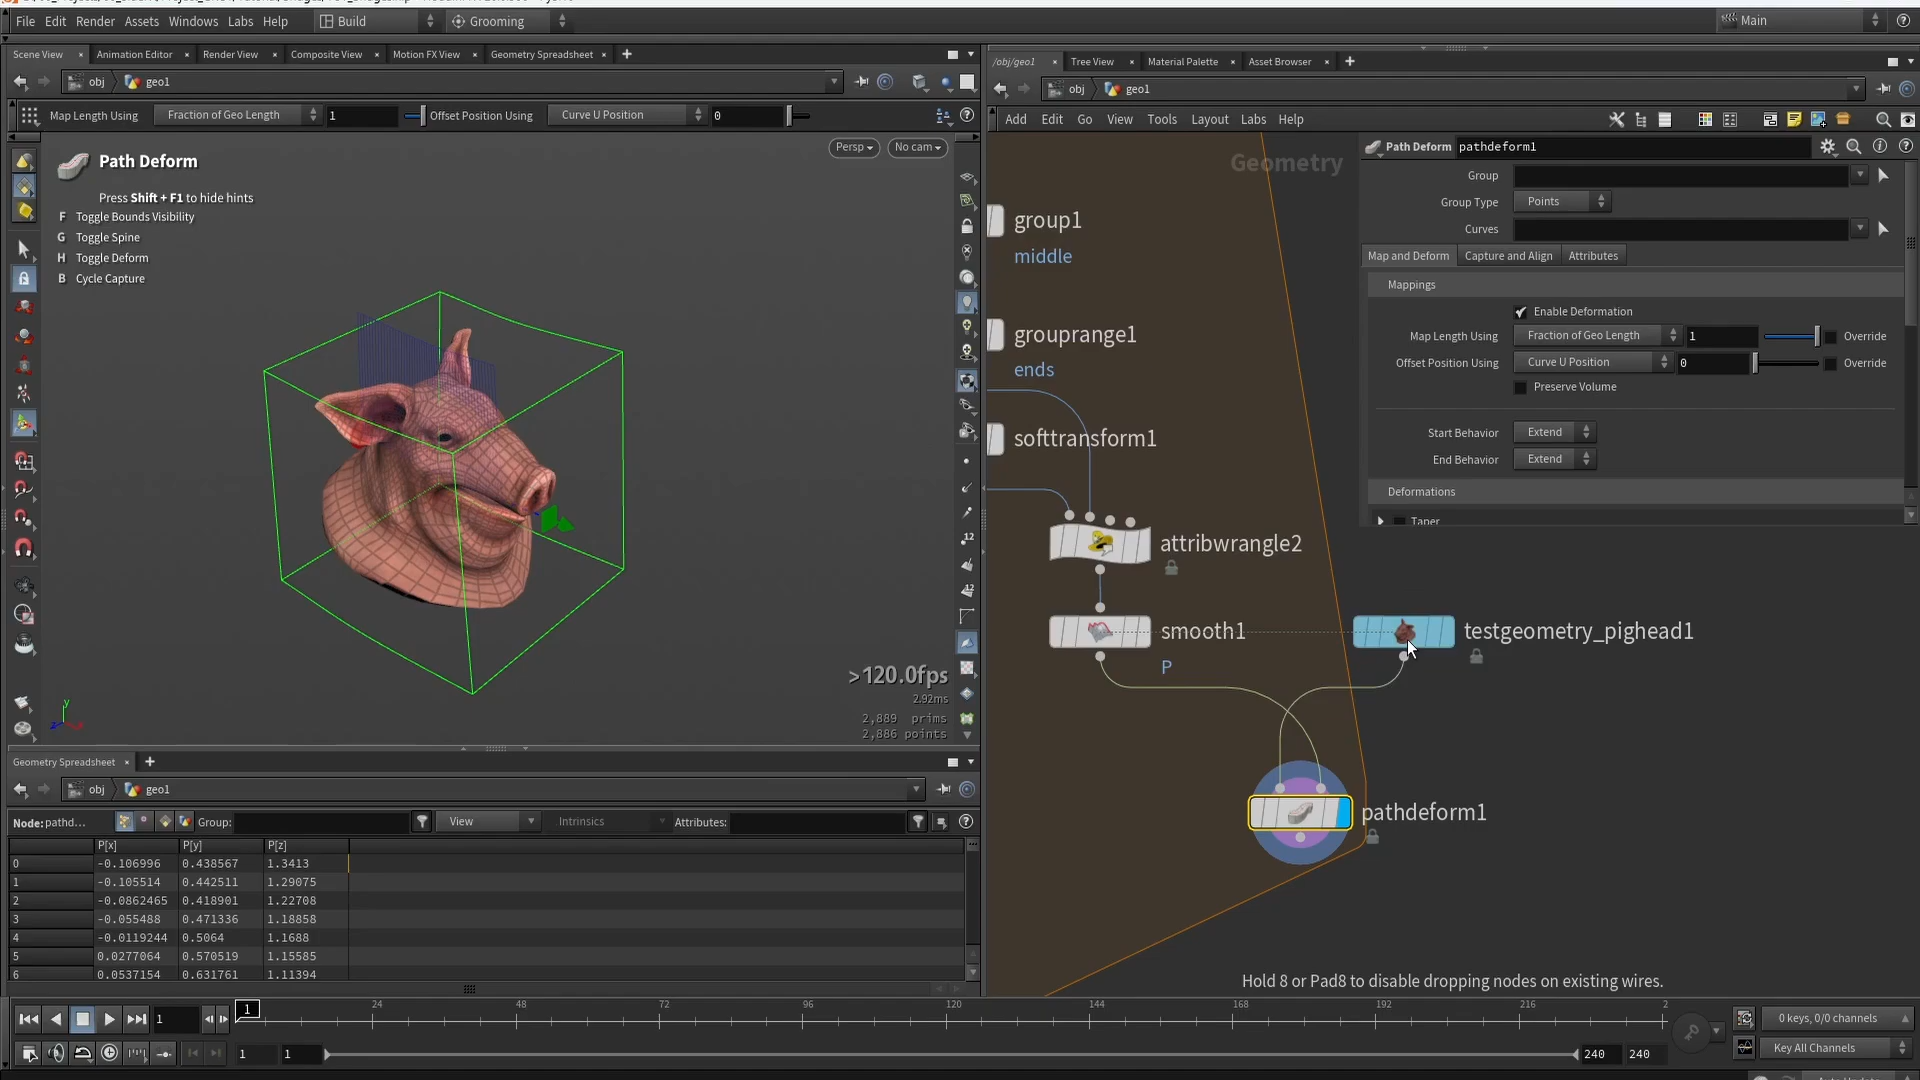 File Edit Render Assets Windows Labs Help Build Grooming Main
Scene View Animation Editor Render View Composite View Motion FX View Geometry Spreadsheet
/obj/geo1 Tree View Material Palette Asset Browser
obj geo1
obj geo1
Map Length Using Fraction of Geo Length 1 Offset Position Using Curve U Position 0
Add Edit Go View Tools Layout Labs Help
Path Deform
Persp No cam
Press Shift + F1 to hide hints
F Toggle Bounds Visibility
G Toggle Spine
H Toggle Deform
B Cycle Capture
>120.0fps
2.92ms
2,889 prims
2,886 points
Geometry
group1
middle
grouprange1
ends
softtransform1
attribwrangle2
smooth1
P
testgeometry_pighead1
pathdeform1
Hold 8 or Pad8 to disable dropping nodes on existing wires.
Path Deform pathdeform1
Group
Group Type Points
Curves
Map and Deform Capture and Align Attributes
Mappings
Enable Deformation
Map Length Using Fraction of Geo Length 1 Override
Offset Position Using Curve U Position 0 Override
Preserve Volume
Start Behavior Extend
End Behavior Extend
Deformations
Taper
Geometry Spreadsheet
obj geo1
Node: pathd... Group: View Intrinsics Attributes:
P[x] P[y] P[z]
0 -0.106996 0.438567 1.3413
1 -0.105514 0.442511 1.29075
2 -0.0862465 0.418901 1.22708
3 -0.055488 0.471336 1.18858
4 -0.0119244 0.5064 1.1688
5 0.0277064 0.570519 1.15585
6 0.0537154 0.631761 1.11394
1 1 24 48 72 96 120 144 168 192 216 2
0 keys, 0/0 channels
1 1 240 240
Key All Channels